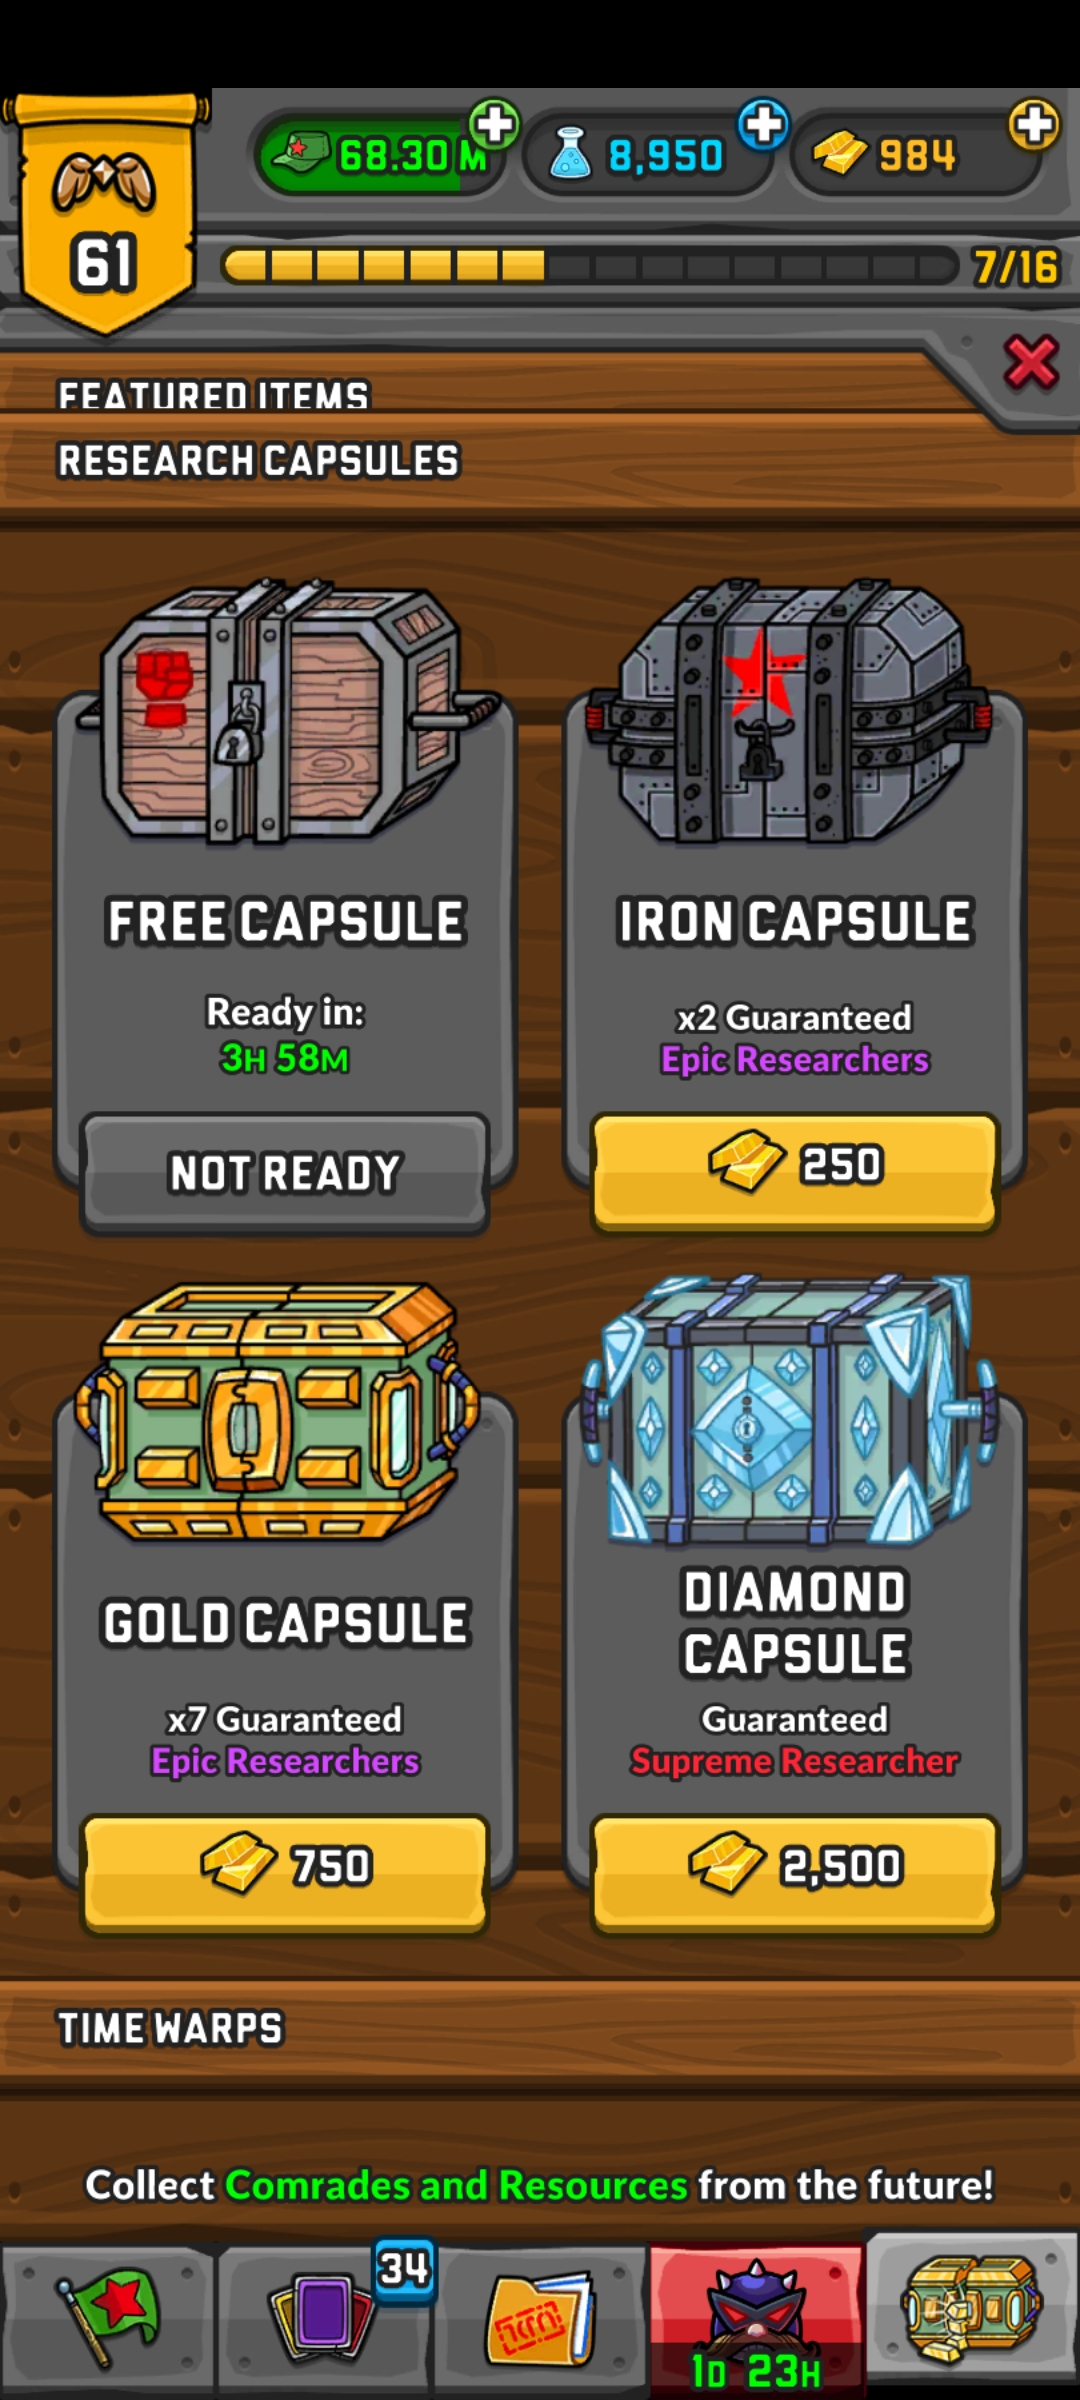 68.30 M
8,950
984
61
7/16
FEATURED ITEMS
RESEARCH CAPSULES
FREE CAPSULE
Ready in:
3H 58M
NOT READY
IRON CAPSULE
x2 Guaranteed
Epic Researchers
250
GOLD CAPSULE
x7 Guaranteed
Epic Researchers
750
DIAMOND
CAPSULE
Guaranteed
Supreme Researcher
2,500
TIME WARPS
Collect Comrades and Resources from the future!
34
1D 23H